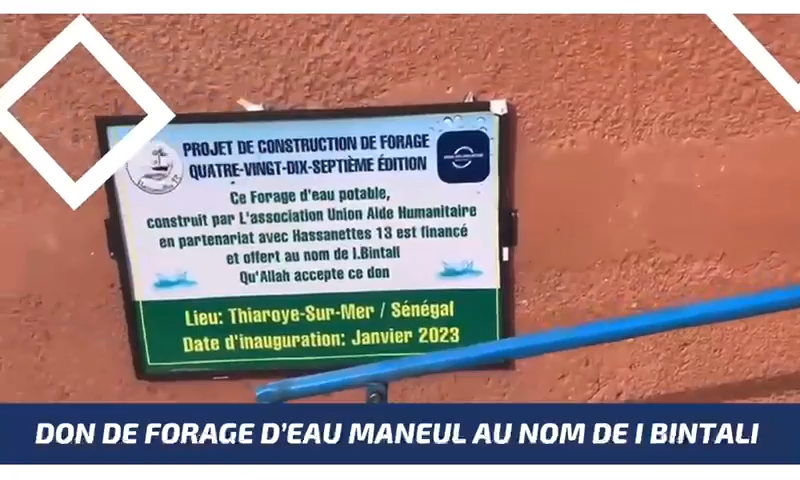 PROJET DE CONSTRUCTION DE FORAGE
QUATRE-VINGT-DIX-SEPTIÈME ÉDITION
Ce Forage d'eau potable,
construit par L'association Union Aide Humanitaire
en partenariat avec Hassanettes 13 est financé
et offert au nom de I.Bintali
Qu'Allah accepte ce don
Lieu: Thiaroye-Sur-Mer / Sénégal
Date d'inauguration: Janvier 2023
DON DE FORAGE D'EAU MANEUL AU NOM DE I BINTALI